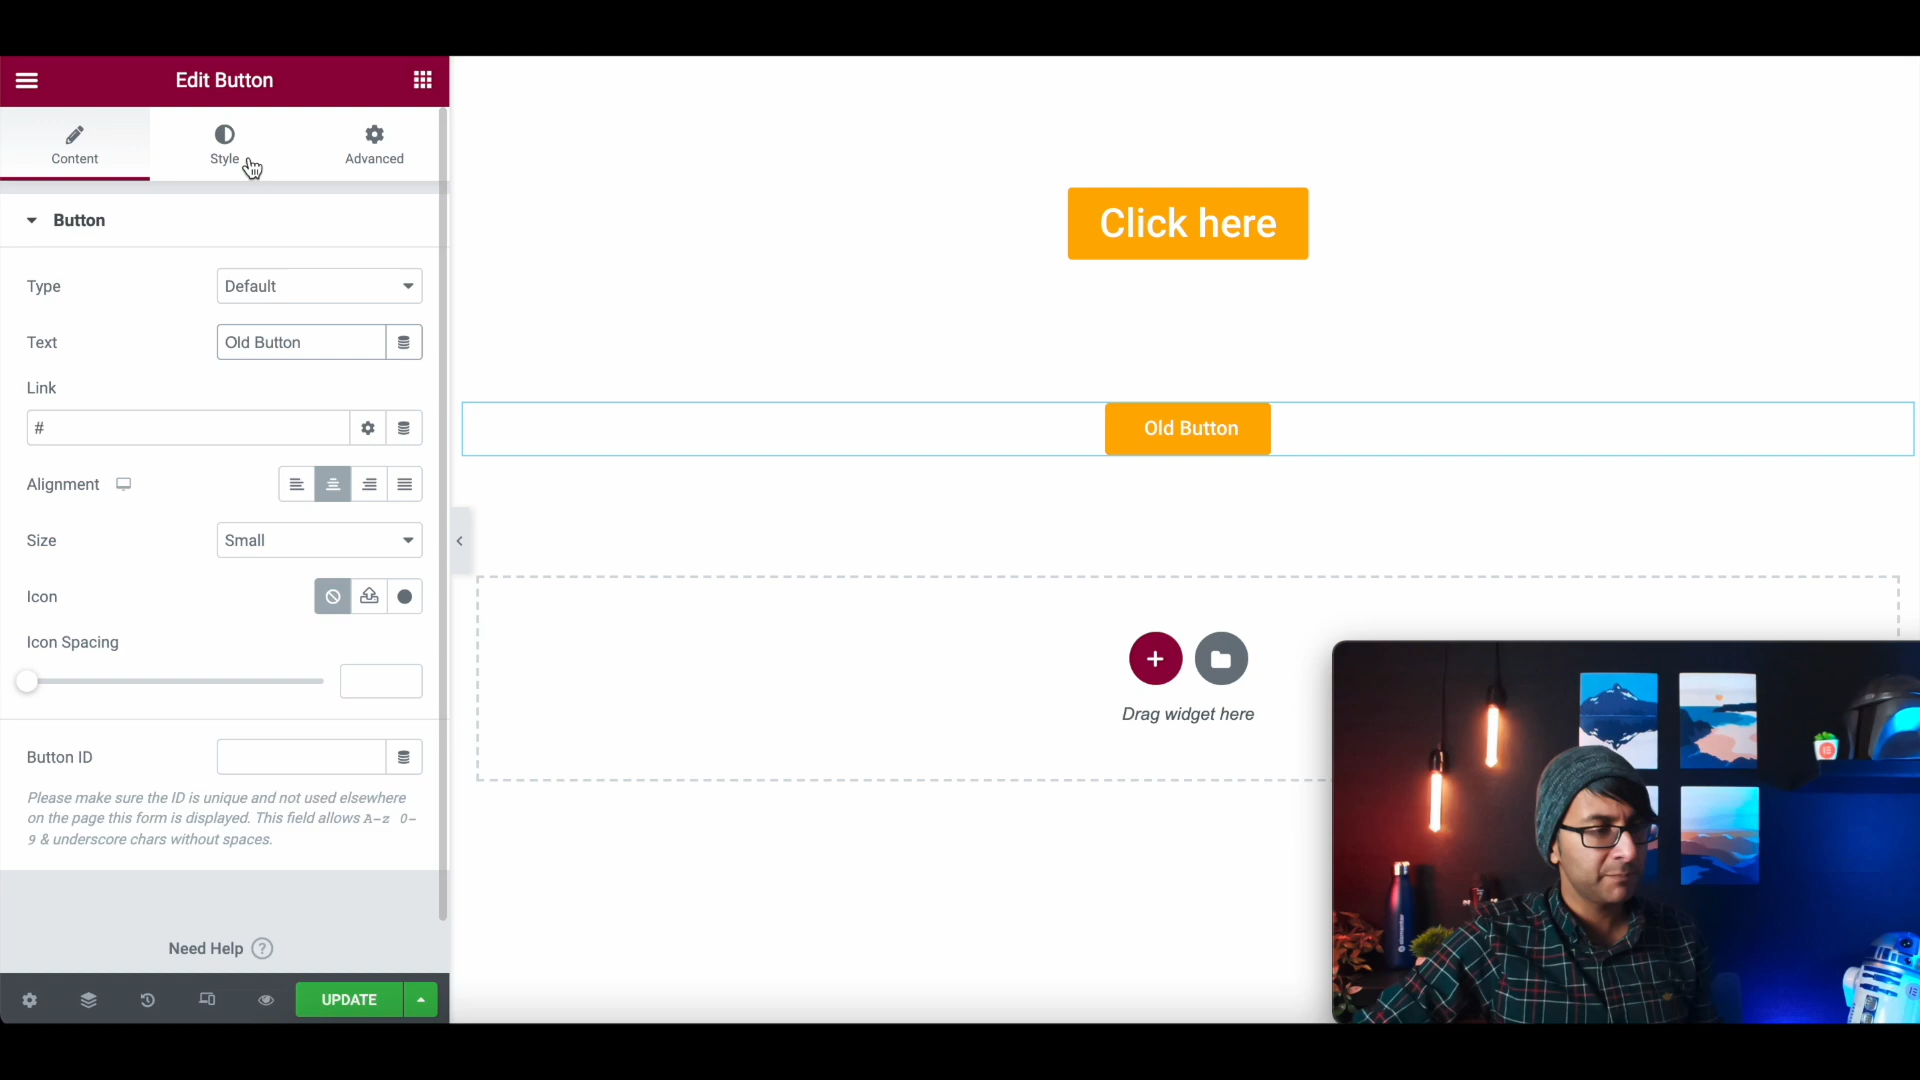 Edit Button
Content
Style
Advanced
Button
Type
Default
Text
Old Button
Link
#
Alignment
Size
Small
Icon
Icon Spacing
Button ID
Please make sure the ID is unique and not used elsewhere
on the page this form is displayed. This field allows A-z 0-
9 & underscore chars without spaces.
Need Help ?
UPDATE
Click here
Old Button
Drag widget here
elementor